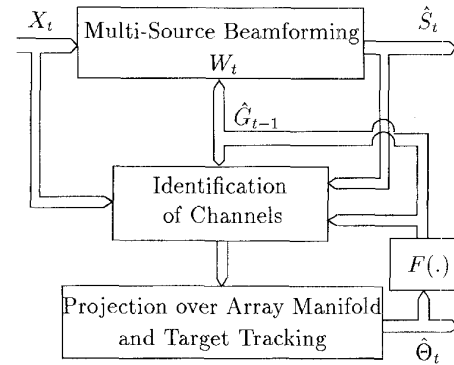 X_t
Multi-Source Beamforming
W_t
Ŝ_t
Ĝ_{t-1}
Identification
of Channels
F(.)
Projection over Array Manifold
and Target Tracking
Θ̂_t